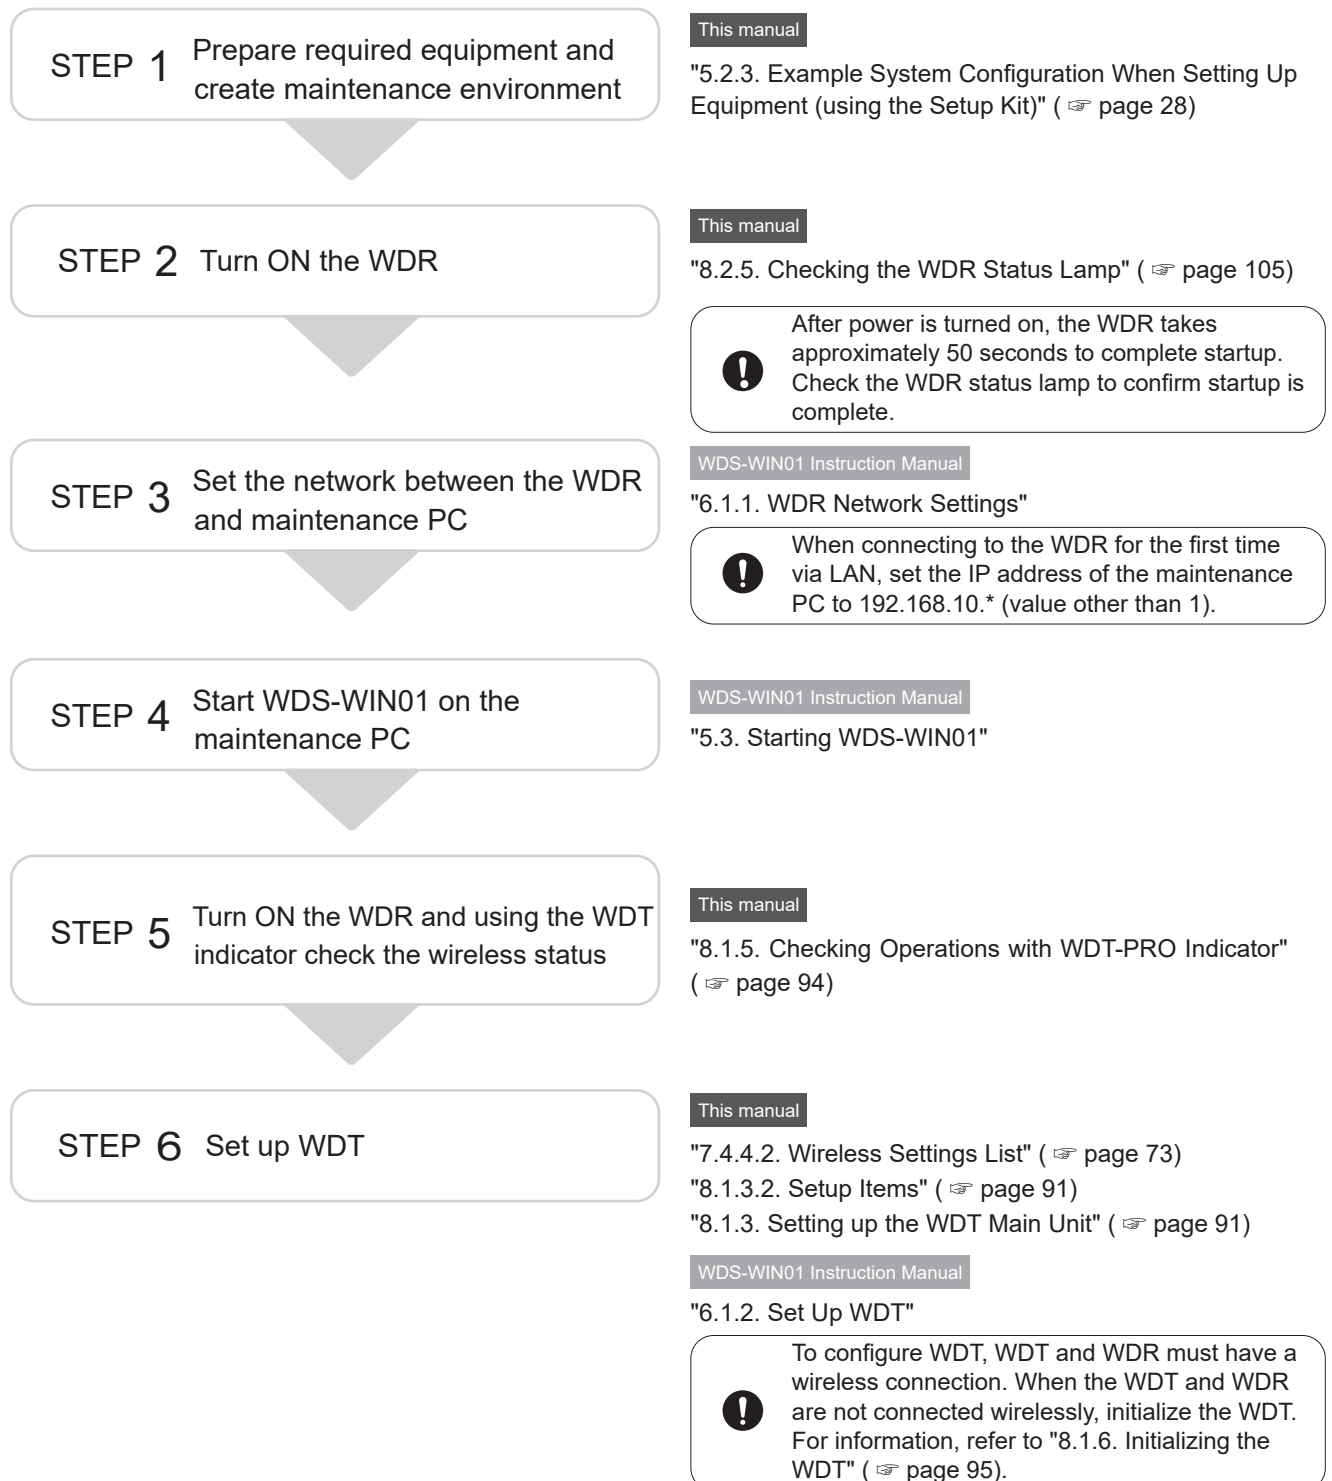 STEP 1 Prepare required equipment and
create maintenance environment
This manual
"5.2.3. Example System Configuration When Setting Up
Equipment (using the Setup Kit)" ( ☞ page 28)
STEP 2 Turn ON the WDR
This manual
"8.2.5. Checking the WDR Status Lamp" ( ☞ page 105)
After power is turned on, the WDR takes
approximately 50 seconds to complete startup.
Check the WDR status lamp to confirm startup is
complete.
STEP 3 Set the network between the WDR
and maintenance PC
WDS-WIN01 Instruction Manual
"6.1.1. WDR Network Settings"
When connecting to the WDR for the first time
via LAN, set the IP address of the maintenance
PC to 192.168.10.* (value other than 1).
STEP 4 Start WDS-WIN01 on the
maintenance PC
WDS-WIN01 Instruction Manual
"5.3. Starting WDS-WIN01"
STEP 5 Turn ON the WDR and using the WDT
indicator check the wireless status
This manual
"8.1.5. Checking Operations with WDT-PRO Indicator"
( ☞ page 94)
STEP 6 Set up WDT
This manual
"7.4.4.2. Wireless Settings List" ( ☞ page 73)
"8.1.3.2. Setup Items" ( ☞ page 91)
"8.1.3. Setting up the WDT Main Unit" ( ☞ page 91)
WDS-WIN01 Instruction Manual
"6.1.2. Set Up WDT"
To configure WDT, WDT and WDR must have a
wireless connection. When the WDT and WDR
are not connected wirelessly, initialize the WDT.
For information, refer to "8.1.6. Initializing the
WDT" ( ☞ page 95).